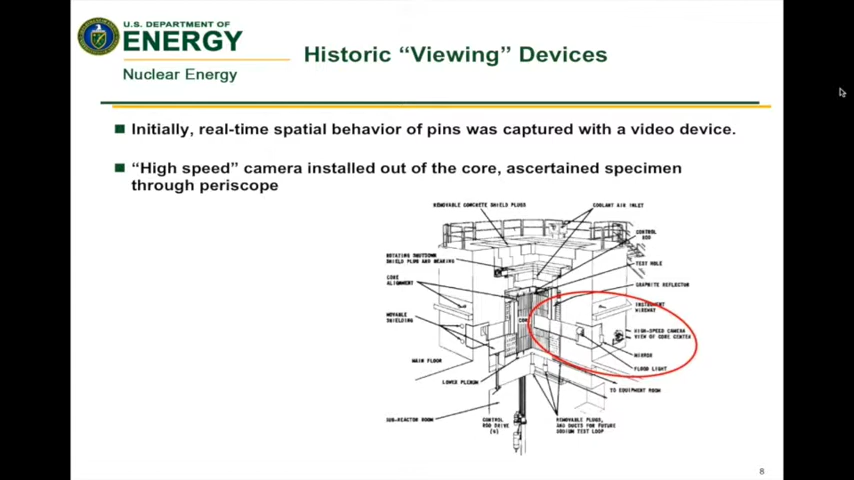 U.S. DEPARTMENT OF
ENERGY
Nuclear Energy
Historic “Viewing” Devices
Initially, real-time spatial behavior of pins was captured with a video device.
“High speed” camera installed out of the core, ascertained specimen
through periscope
REMOVABLE CONCRETE SHIELD PLUGS
COOLANT AIR INLET
CONTROL
ROD
ROTATING SHUTDOWN
SHIELD PLUG AND BEARING
TEST HOLE
CORE
ALIGNMENT
GRAPHITE REFLECTOR
INSTRUMENT
WIREWAY
MOVABLE
SHIELDING
HIGH-SPEED CAMERA
VIEW OF CORE CENTER
MIRROR
MAIN FLOOR
FLOOD LIGHT
LOWER PLENUM
TO EQUIPMENT ROOM
SUB-REACTOR ROOM
CONTROL
ROD DRIVE
(4)
REMOVABLE PLUGS,
AND DUCTS FOR FUTURE
SODIUM TEST LOOP
8